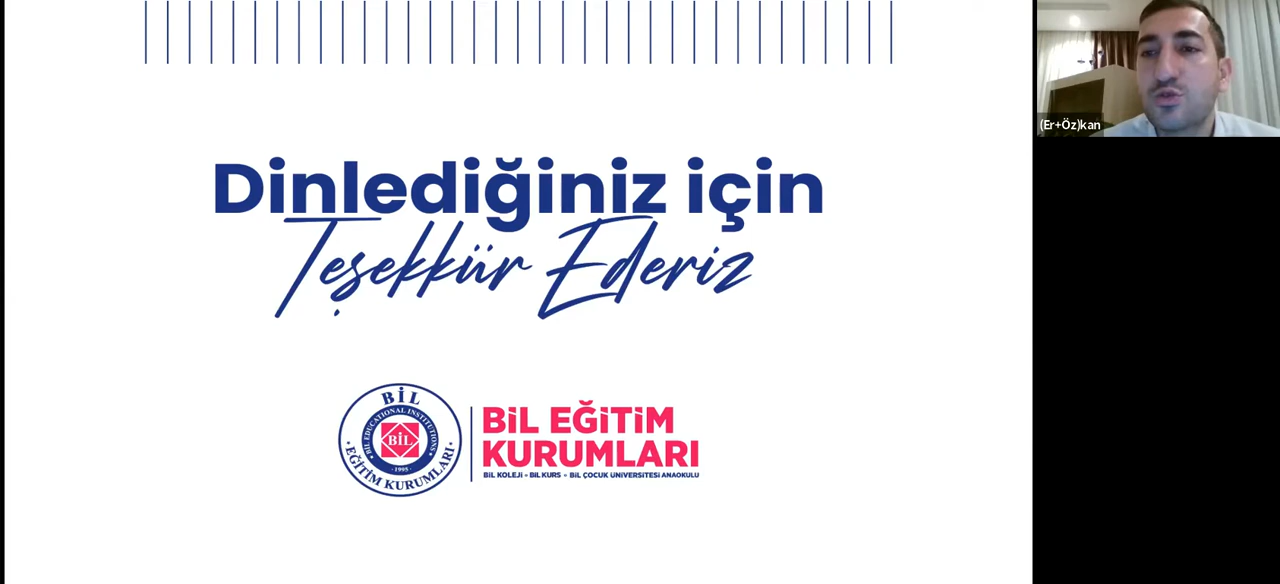 Dinlediğiniz için
Teşekkür Ederiz
BİL
BİL EDUCATIONAL INSTITUTIONS
BİL
1995
EĞİTİM KURUMLARI
BİL EĞİTİM
KURUMLARI
BİL KOLEJİ - BİL KURS - BİL ÇOCUK ÜNİVERSİTESİ ANAOKULU
(Er+Öz)kan